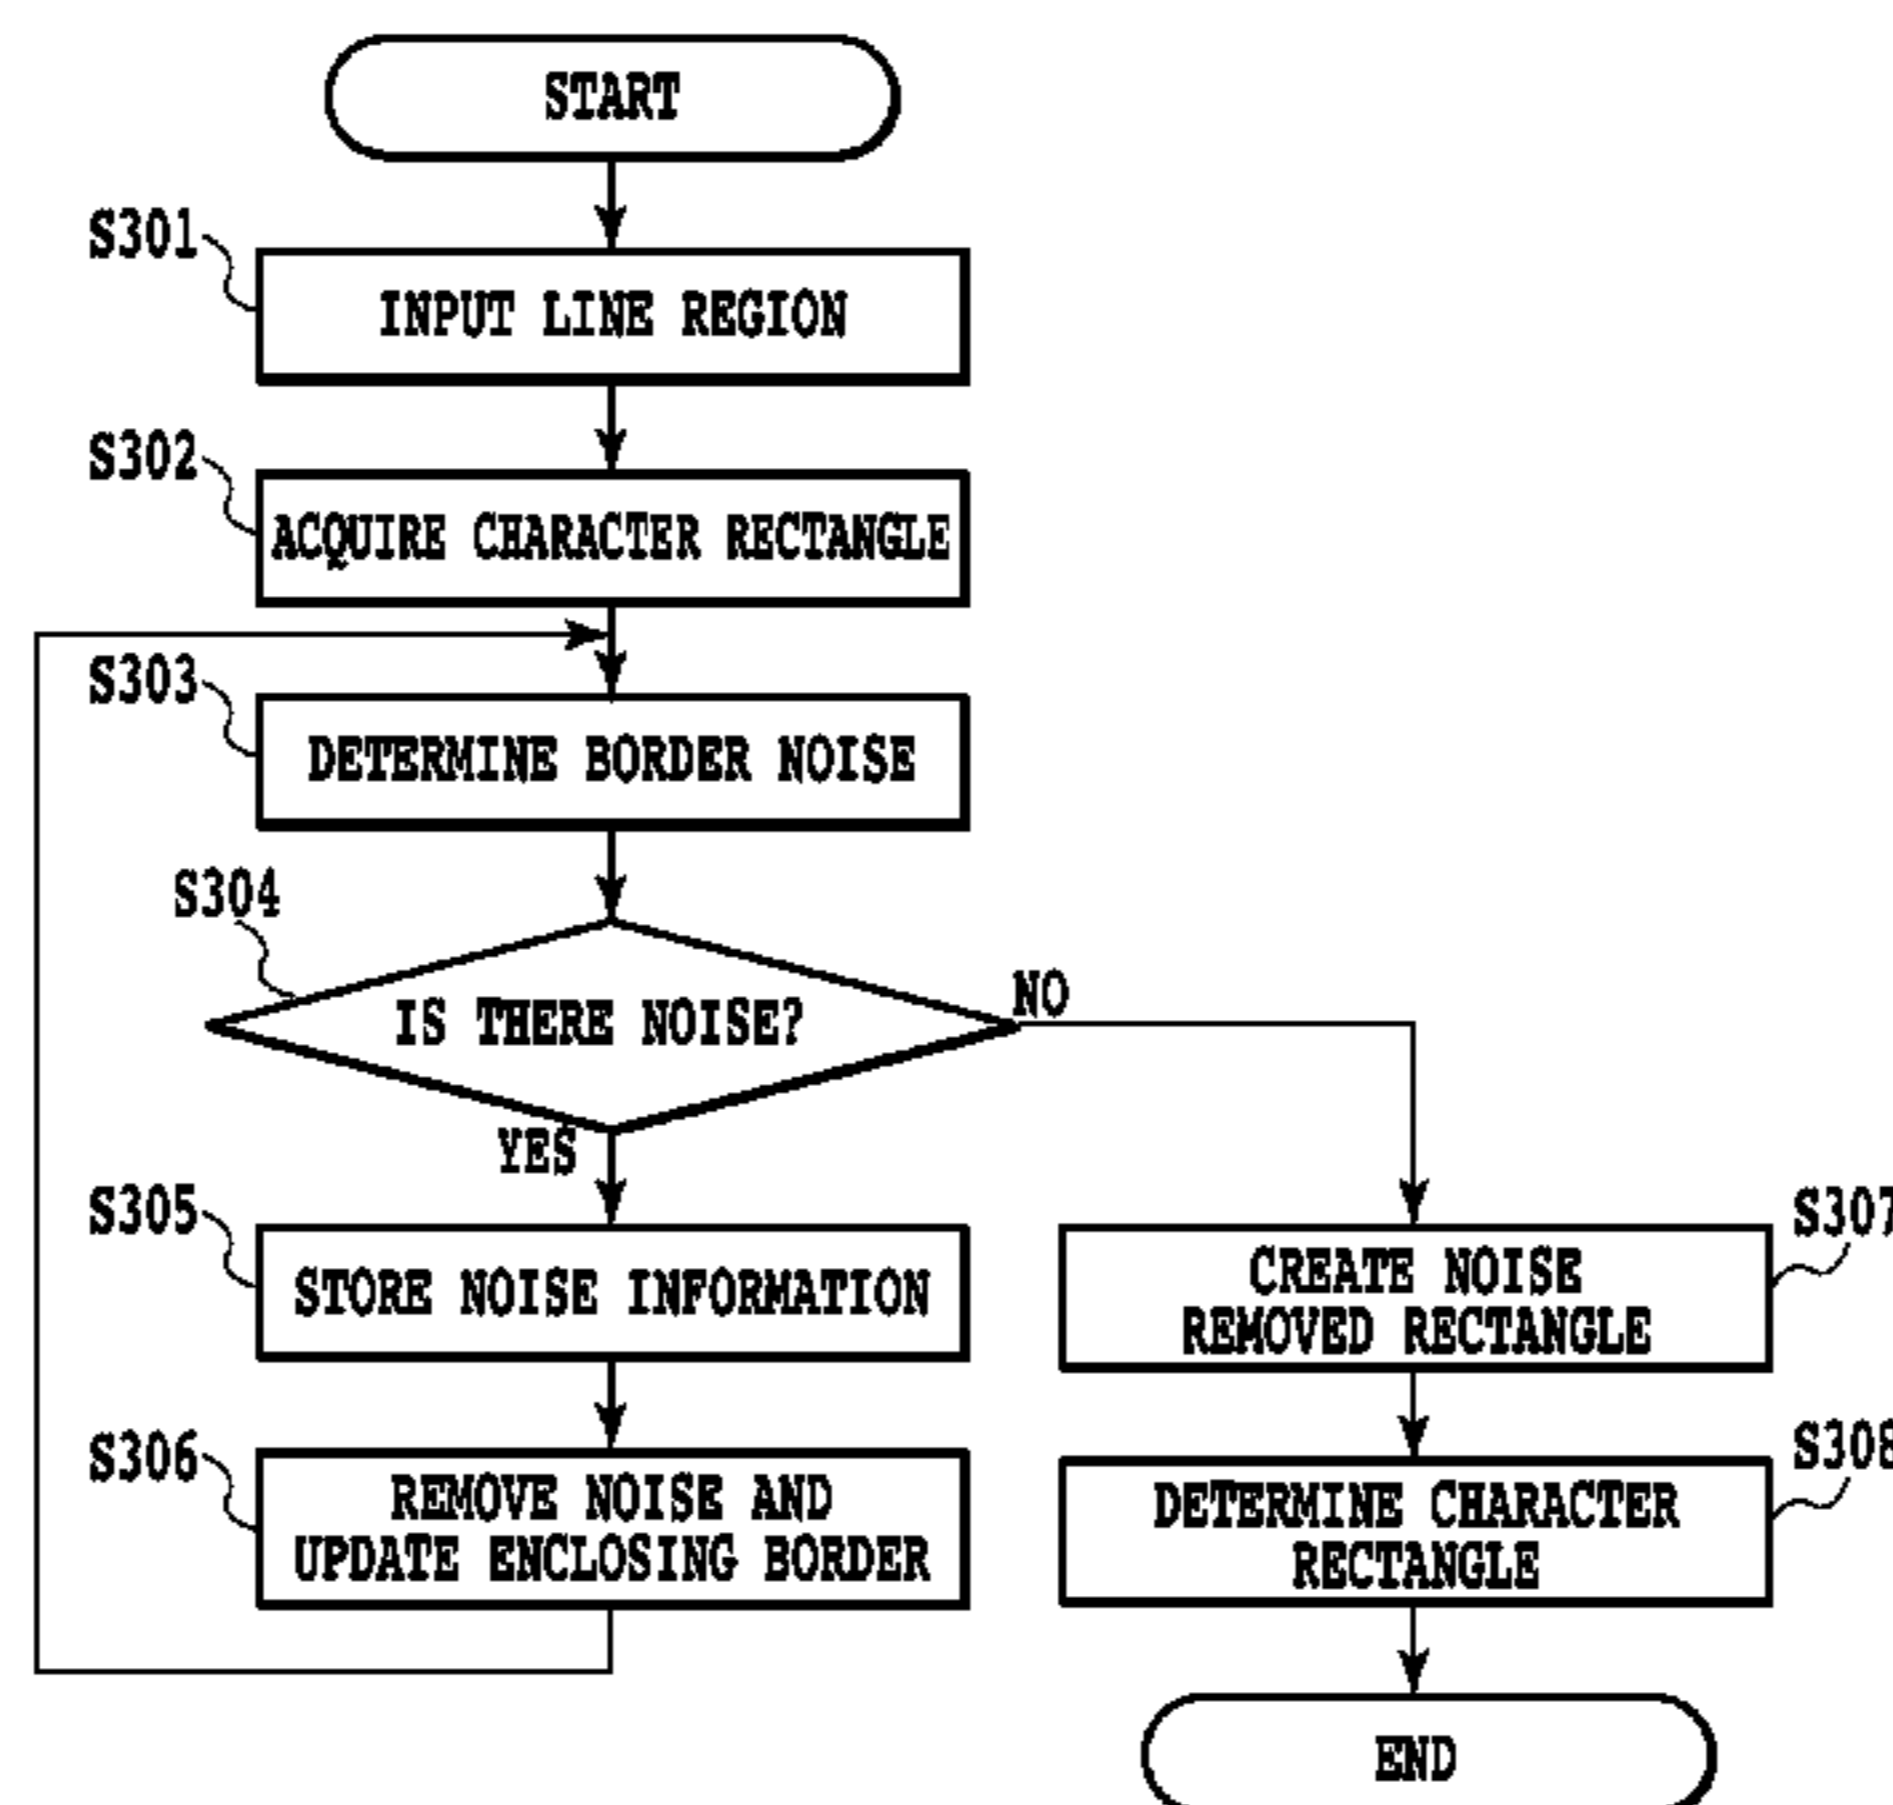 START
S301
INPUT LINE REGION
S302
ACQUIRE CHARACTER RECTANGLE
S303
DETERMINE BORDER NOISE
S304
IS THERE NOISE?
NO
YES
S305
STORE NOISE INFORMATION
S306
REMOVE NOISE AND
UPDATE ENCLOSING BORDER
S307
CREATE NOISE
REMOVED RECTANGLE
S308
DETERMINE CHARACTER
RECTANGLE
END